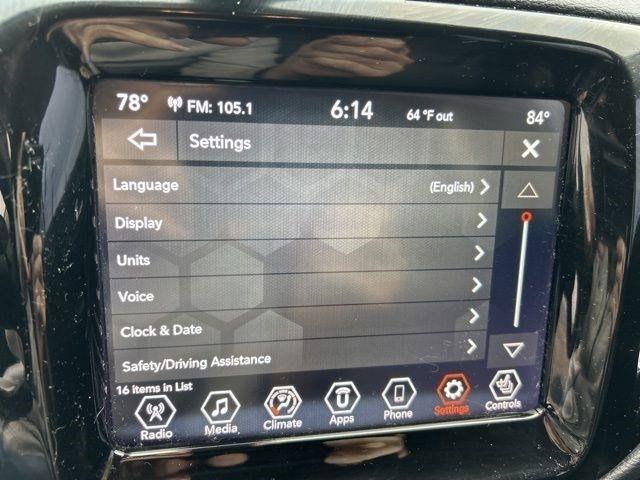 78° FM: 105.1 6:14 64 °F out 84°
Settings
Language (English)
Display
Units
Voice
Clock & Date
Safety/Driving Assistance
16 Items in List
Radio Media Climate Apps Phone Settings Controls